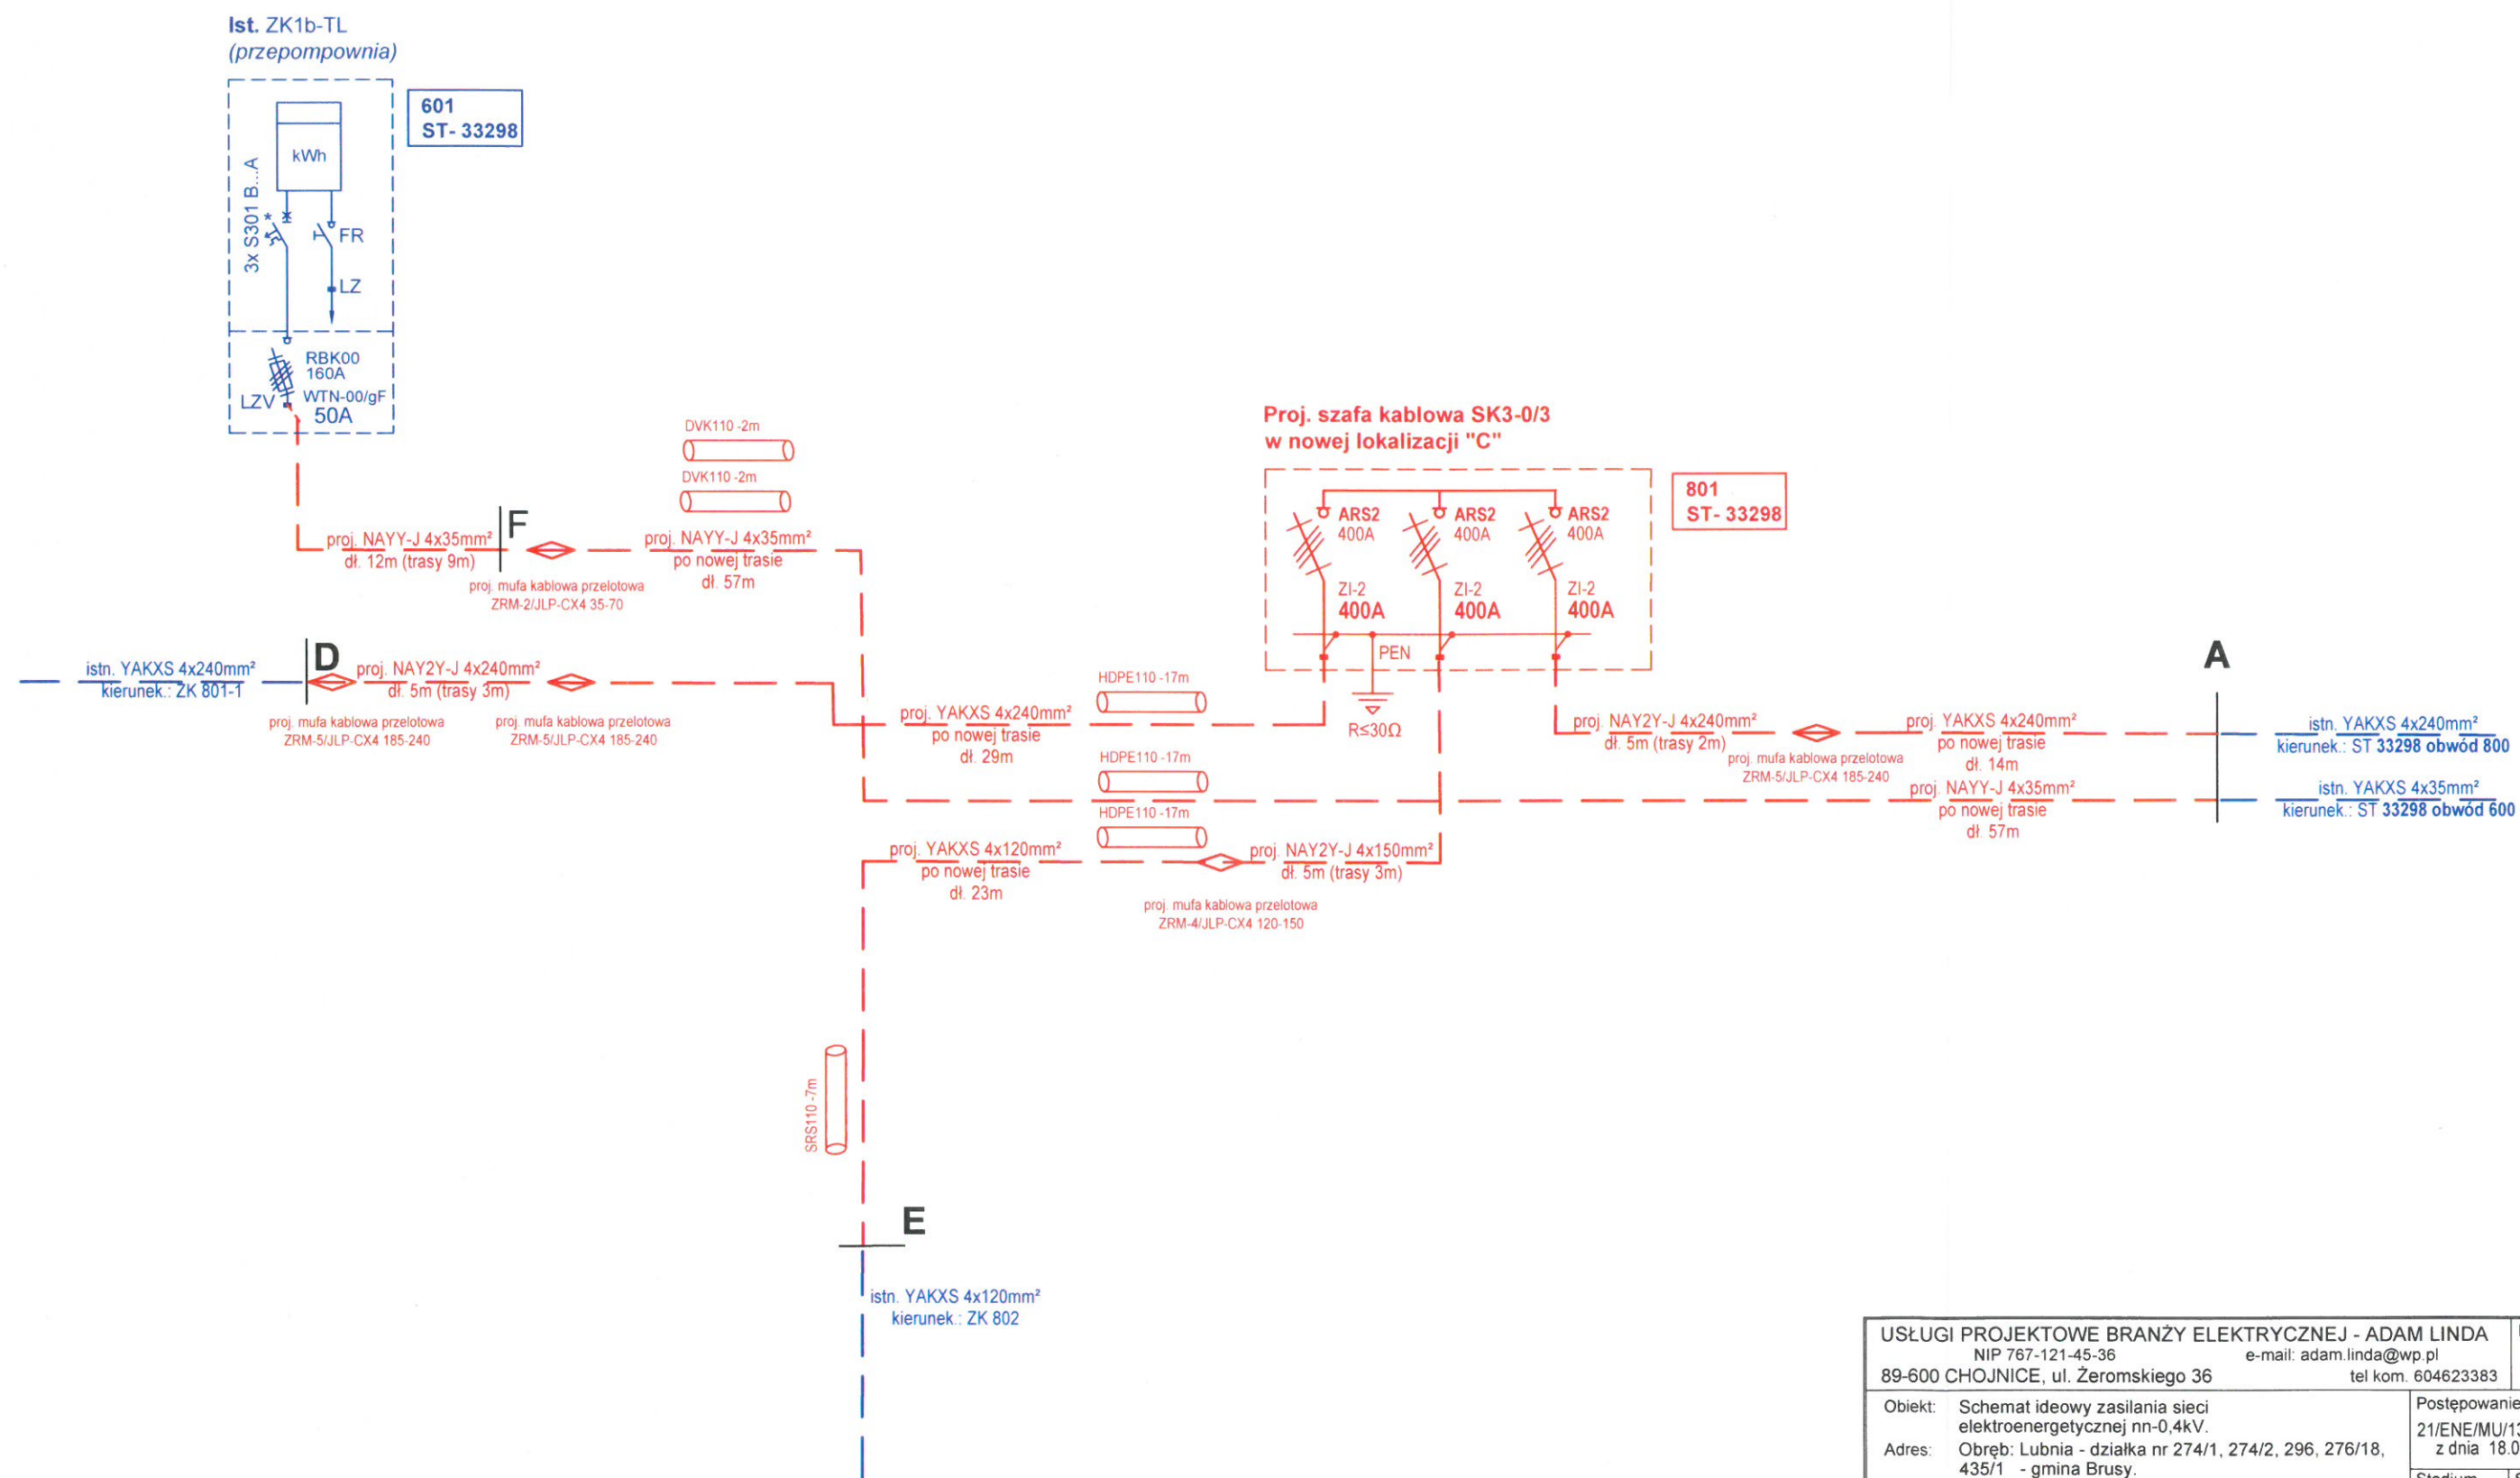 Ist. ZK1b-TL
(przepompownia)
601
ST- 33298
kWh
3x S301 B...A
*
FR
LZ
RBK00
160A
WTN-00/gF
50A
LZV
DVK110 -2m
DVK110 -2m
F
proj. NAYY-J 4x35mm²
dł. 12m (trasy 9m)
proj. mufa kablowa przelotowa
ZRM-2/JLP-CX4 35-70
proj. NAYY-J 4x35mm²
po nowej trasie
dł. 57m
Proj. szafa kablowa SK3-0/3
w nowej lokalizacji "C"
801
ST- 33298
ARS2
400A
ARS2
400A
ARS2
400A
ZI-2
400A
ZI-2
400A
ZI-2
400A
PEN
R≤30Ω
istn. YAKXS 4x240mm²
kierunek.: ZK 801-1
D
proj. NAY2Y-J 4x240mm²
dł. 5m (trasy 3m)
proj. mufa kablowa przelotowa
ZRM-5/JLP-CX4 185-240
proj. mufa kablowa przelotowa
ZRM-5/JLP-CX4 185-240
HDPE110 -17m
proj. YAKXS 4x240mm²
po nowej trasie
dł. 29m
HDPE110 -17m
HDPE110 -17m
proj. NAY2Y-J 4x240mm²
dł. 5m (trasy 2m)
proj. mufa kablowa przelotowa
ZRM-5/JLP-CX4 185-240
proj. YAKXS 4x240mm²
po nowej trasie
dł. 14m
proj. NAYY-J 4x35mm²
po nowej trasie
dł. 57m
A
istn. YAKXS 4x240mm²
kierunek.: ST 33298 obwód 800
istn. YAKXS 4x35mm²
kierunek.: ST 33298 obwód 600
proj. YAKXS 4x120mm²
po nowej trasie
dł. 23m
proj. NAY2Y-J 4x150mm²
dł. 5m (trasy 3m)
proj. mufa kablowa przelotowa
ZRM-4/JLP-CX4 120-150
SRS110 -7m
E
istn. YAKXS 4x120mm²
kierunek.: ZK 802
USŁUGI PROJEKTOWE BRANŻY ELEKTRYCZNEJ - ADAM LINDA
NIP 767-121-45-36 e-mail: adam.linda@wp.pl
89-600 CHOJNICE, ul. Żeromskiego 36 tel kom. 604623383
Obiekt: Schemat ideowy zasilania sieci
elektroenergetycznej nn-0,4kV.
Adres: Obręb: Lubnia - działka nr 274/1, 274/2, 296, 276/18,
435/1 - gmina Brusy.
Postępowanie
21/ENE/MU/13
z dnia 18.0